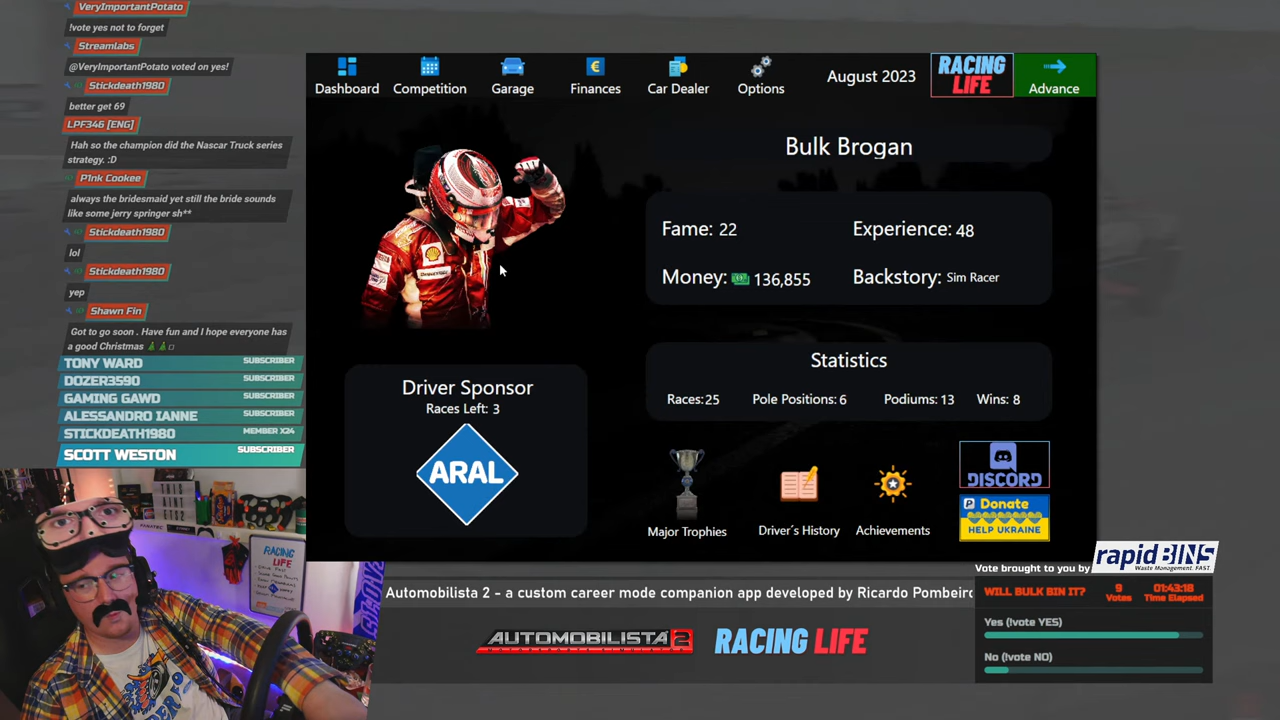 VeryImportantPotato
!vote yes not to forget
Streamlabs
@VeryImportantPotato voted on yes!
Stickdeath1980
better get 69
LPF346 [ENG]
Hah so the champion did the Nascar Truck series
strategy. :D
P1nk Cookee
always the bridesmaid yet still the bride sounds
like some jerry springer sh**
Stickdeath1980
lol
Stickdeath1980
yep
Shawn Fin
Got to go soon . Have fun and I hope everyone has
a good Christmas
TONY WARD SUBSCRIBER
DOZER3590 SUBSCRIBER
GAMING GAWD SUBSCRIBER
ALESSANDRO IANNE SUBSCRIBER
STICKDEATH1980 MEMBER X24
SCOTT WESTON SUBSCRIBER
Dashboard
Competition
Garage
Finances
Car Dealer
Options
August 2023
RACING
LIFE
Advance
Bulk Brogan
Fame: 22
Experience: 48
Money: 136,855
Backstory: Sim Racer
Statistics
Races:25
Pole Positions: 6
Podiums: 13
Wins: 8
Driver Sponsor
Races Left: 3
ARAL
Major Trophies
Driver´s History
Achievements
DISCORD
Donate
HELP UKRAINE
RACING
LIFE
Vote brought to you by
rapidBINS
Waste Management. FAST.
Automobilista 2 - a custom career mode companion app developed by Ricardo Pombeiro
AUTOMOBILISTA 2
RACING LIFE
WILL BULK BIN IT?
9
Votes
01:43:18
Time Elapsed
Yes (!vote YES)
No (!vote NO)